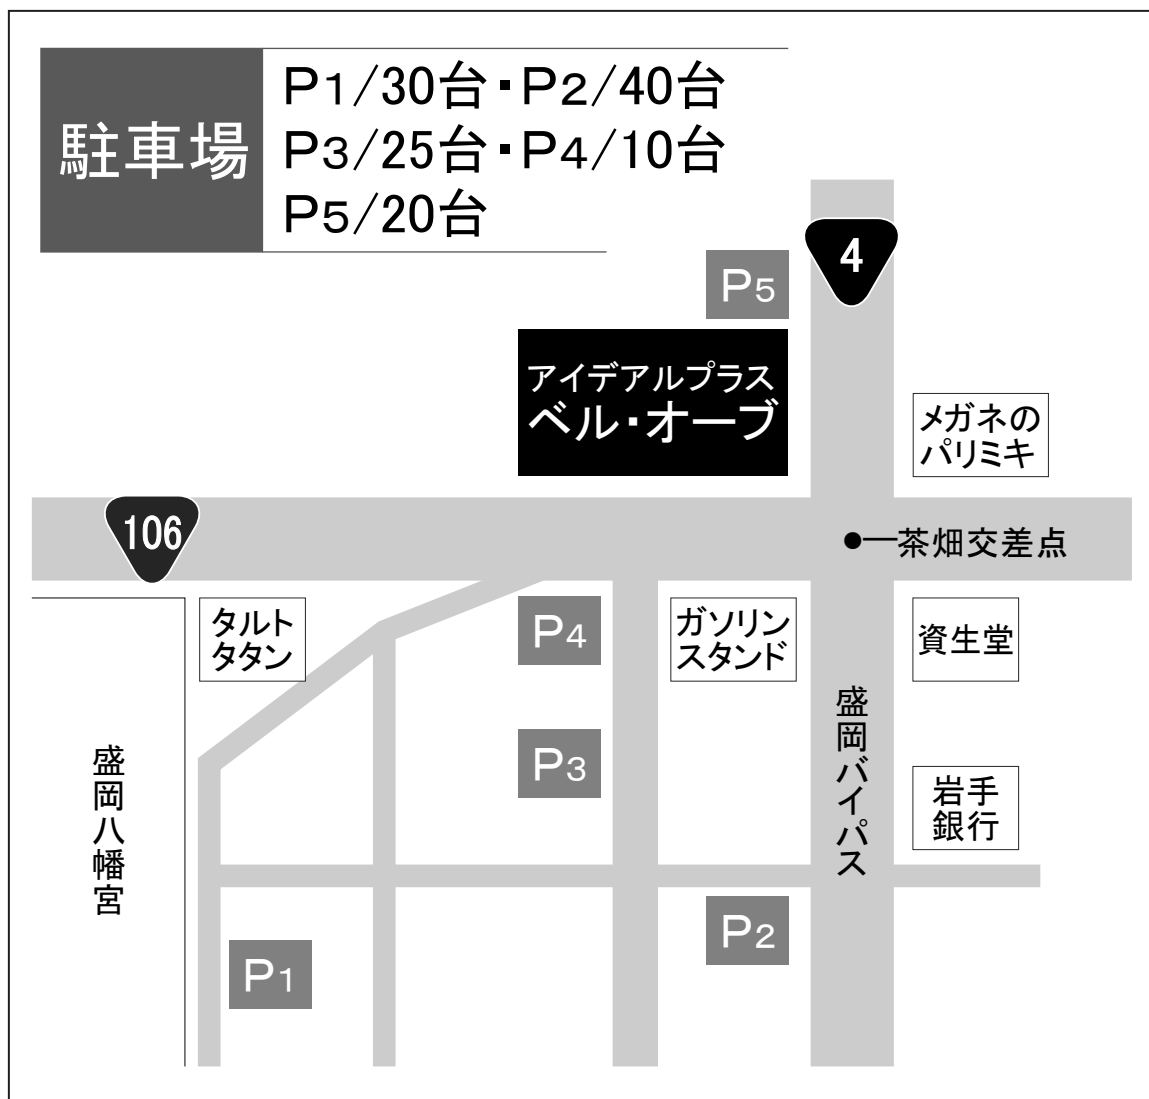 駐車場
P1/30台・P2/40台
P3/25台・P4/10台
P5/20台
4
P5
アイデアルプラス
ベル・オーブ
メガネの
パリミキ
106
茶畑交差点
タルト
タタン
P4
ガソリン
スタンド
資生堂
盛岡バイパス
P3
盛岡八幡宮
岩手
銀行
P2
P1